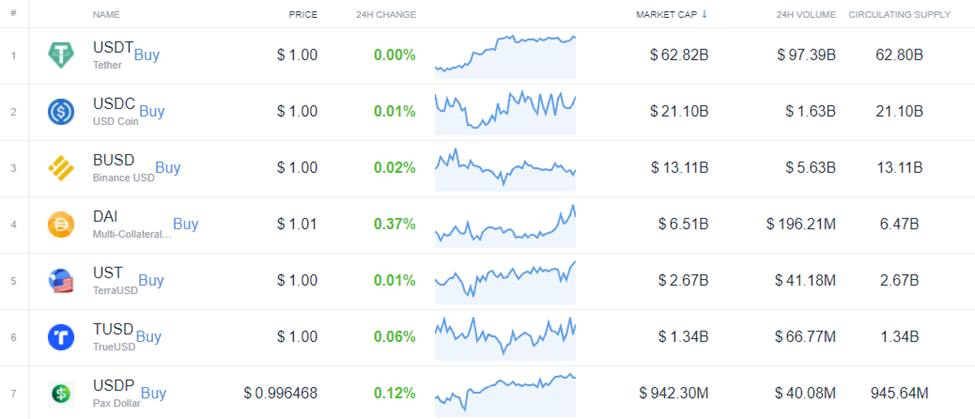 # NAME PRICE 24H CHANGE MARKET CAP ↓ 24H VOLUME CIRCULATING SUPPLY
1 USDT Buy $ 1.00 0.00% $ 62.82B $ 97.39B 62.80B
Tether
2 USDC Buy $ 1.00 0.01% $ 21.10B $ 1.63B 21.10B
USD Coin
3 BUSD Buy $ 1.00 0.02% $ 13.11B $ 5.63B 13.11B
Binance USD
4 DAI Buy $ 1.01 0.37% $ 6.51B $ 196.21M 6.47B
Multi-Collateral...
5 UST Buy $ 1.00 0.01% $ 2.67B $ 41.18M 2.67B
TerraUSD
6 TUSD Buy $ 1.00 0.06% $ 1.34B $ 66.77M 1.34B
TrueUSD
7 USDP Buy $ 0.996468 0.12% $ 942.30M $ 40.08M 945.64M
Pax Dollar